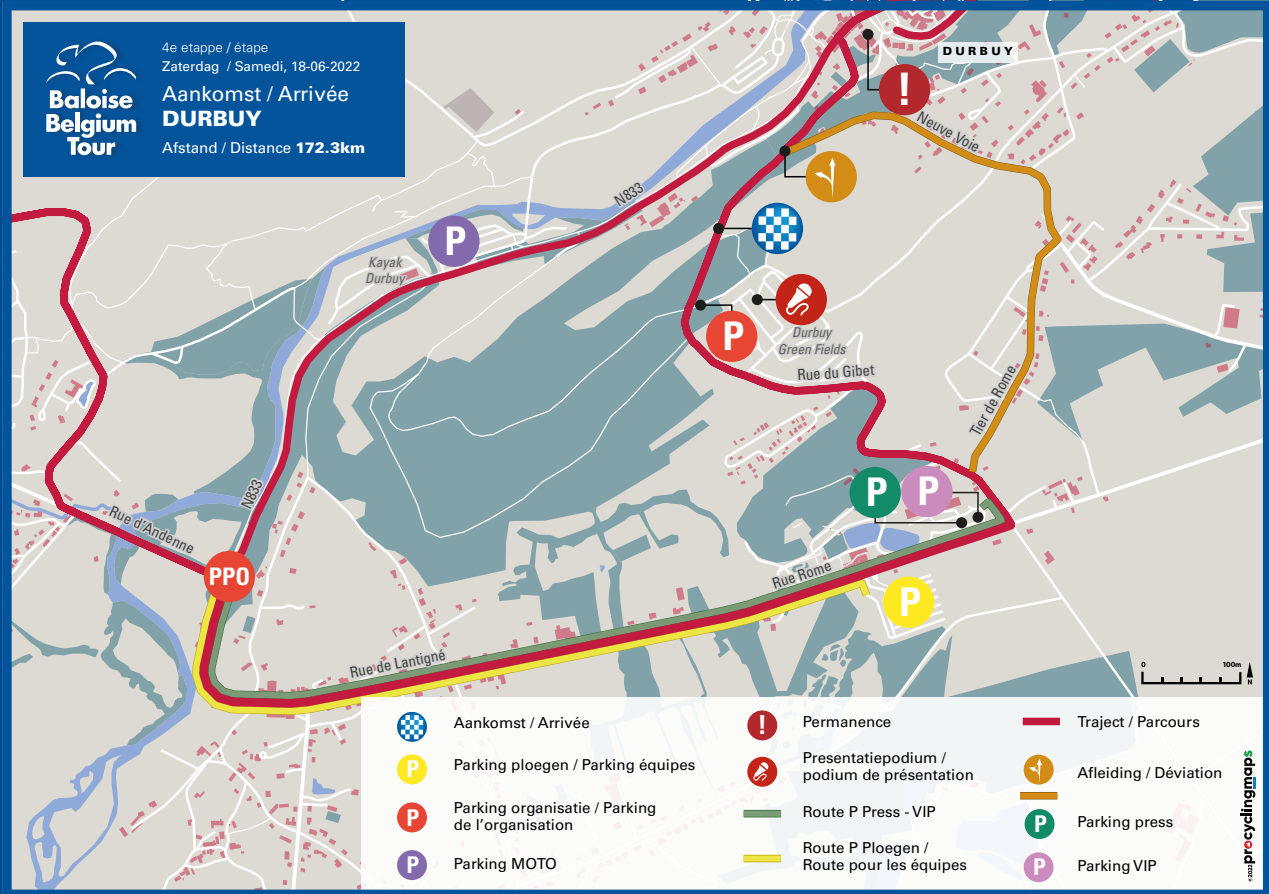 Baloise
Belgium
Tour
4e etappe / étape
Zaterdag / Samedi, 18-06-2022
Aankomst / Arrivée
DURBUY
Afstand / Distance 172.3km
DURBUY
!
Neuve Voie
N833
P
Kayak
Durbuy
P
Durbuy
Green Fields
Rue du Gibet
Tier de Rome
N833
P
P
Rue d'Andenne
PPO
Rue Rome
P
Rue de Lantigné
0 100m
N
Aankomst / Arrivée
P Parking ploegen / Parking équipes
P Parking organisatie / Parking
de l'organisation
P Parking MOTO
! Permanence
Presentatiepodium /
podium de présentation
Route P Press - VIP
Route P Ploegen /
Route pour les équipes
Traject / Parcours
Afleiding / Déviation
P Parking press
P Parking VIP
©2022 procyclingmaps